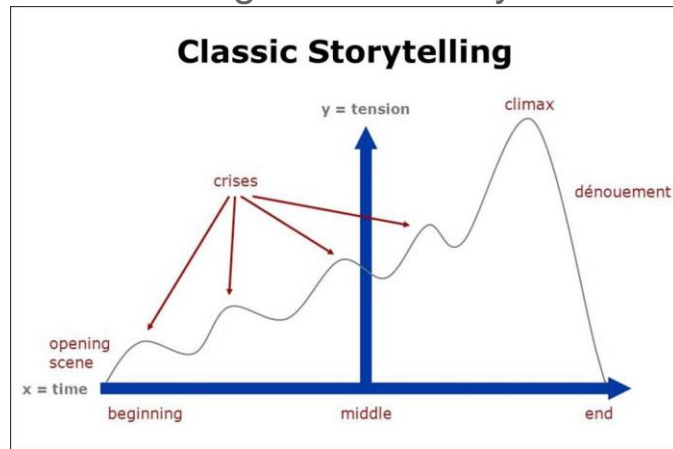 Classic Storytelling
climax
y = tension
crises
dénouement
opening
scene
x = time
beginning
middle
end